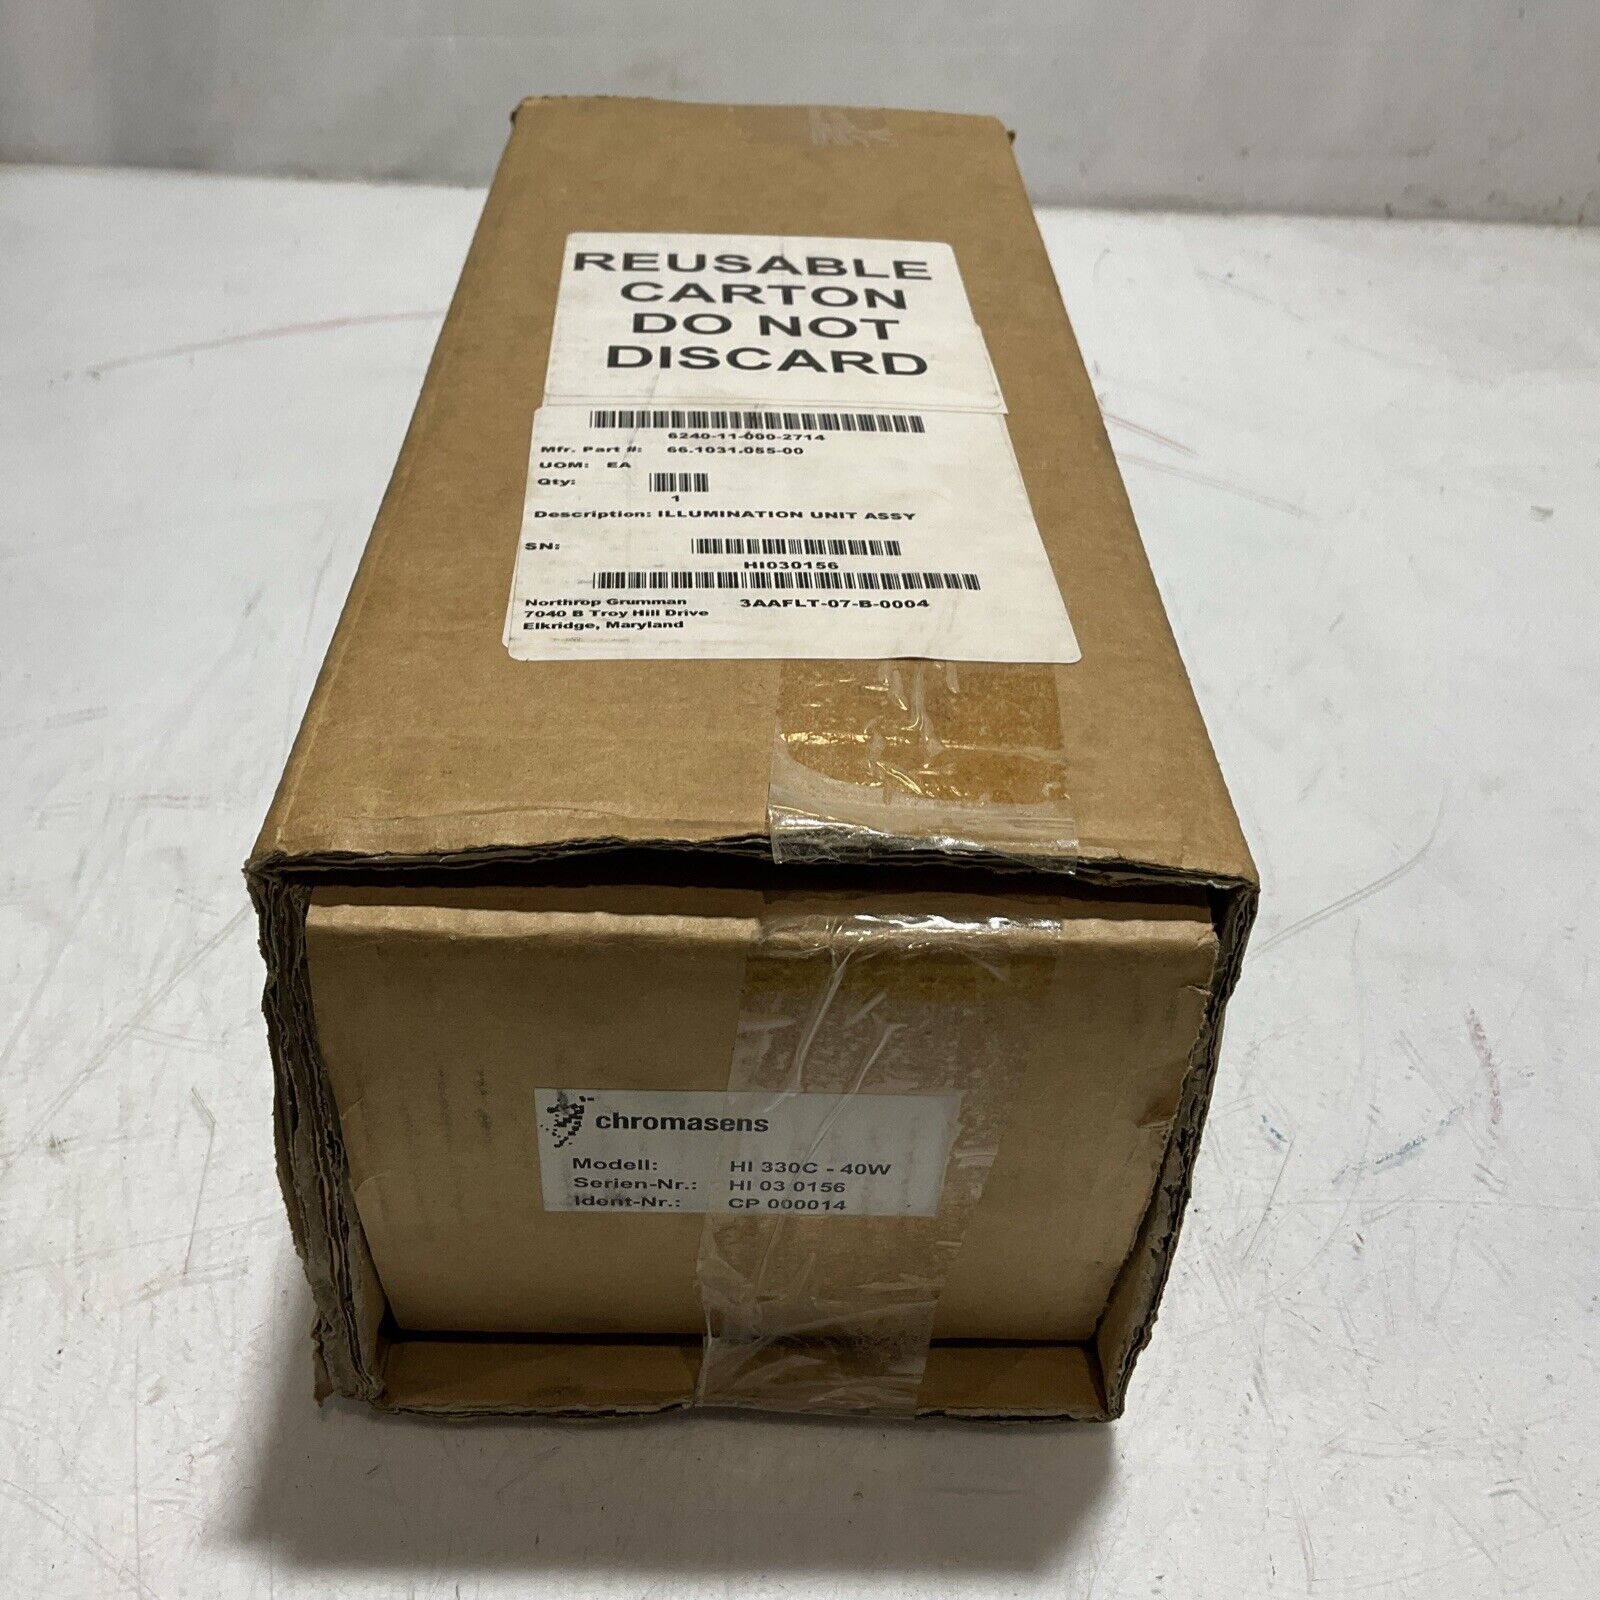 REUSABLE
CARTON
DO NOT
DISCARD
6240-11-000-2714
Mfr. Part #: 66.1031.055-00
UOM: EA
Qty:
1
Description: ILLUMINATION UNIT ASSY
SN:
HI030156
Northrop Grumman 3AAFLT-07-B-0004
7040 B Troy Hill Drive
Elkridge, Maryland
chromasens
Modell: HI 330C - 40W
Serien-Nr.: HI 03 0156
Ident-Nr.: CP 000014